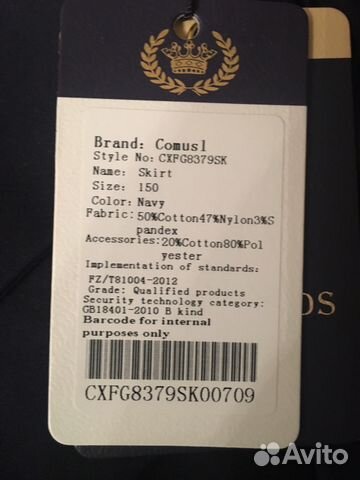 Brand: Comusl
Style No: CXFG8379SK
Name: Skirt
Size: 150
Color: Navy
Fabric: 50%Cotton47%Nylon3%S
pandex
Accessories: 20%Cotton80%Pol
yester
Implementation of standards:
FZ/T81004-2012
Grade: Qualified products
Security technology category:
GB18401-2010 B kind
Barcode for internal
purposes only
CXFG8379SK00709
os
Avito